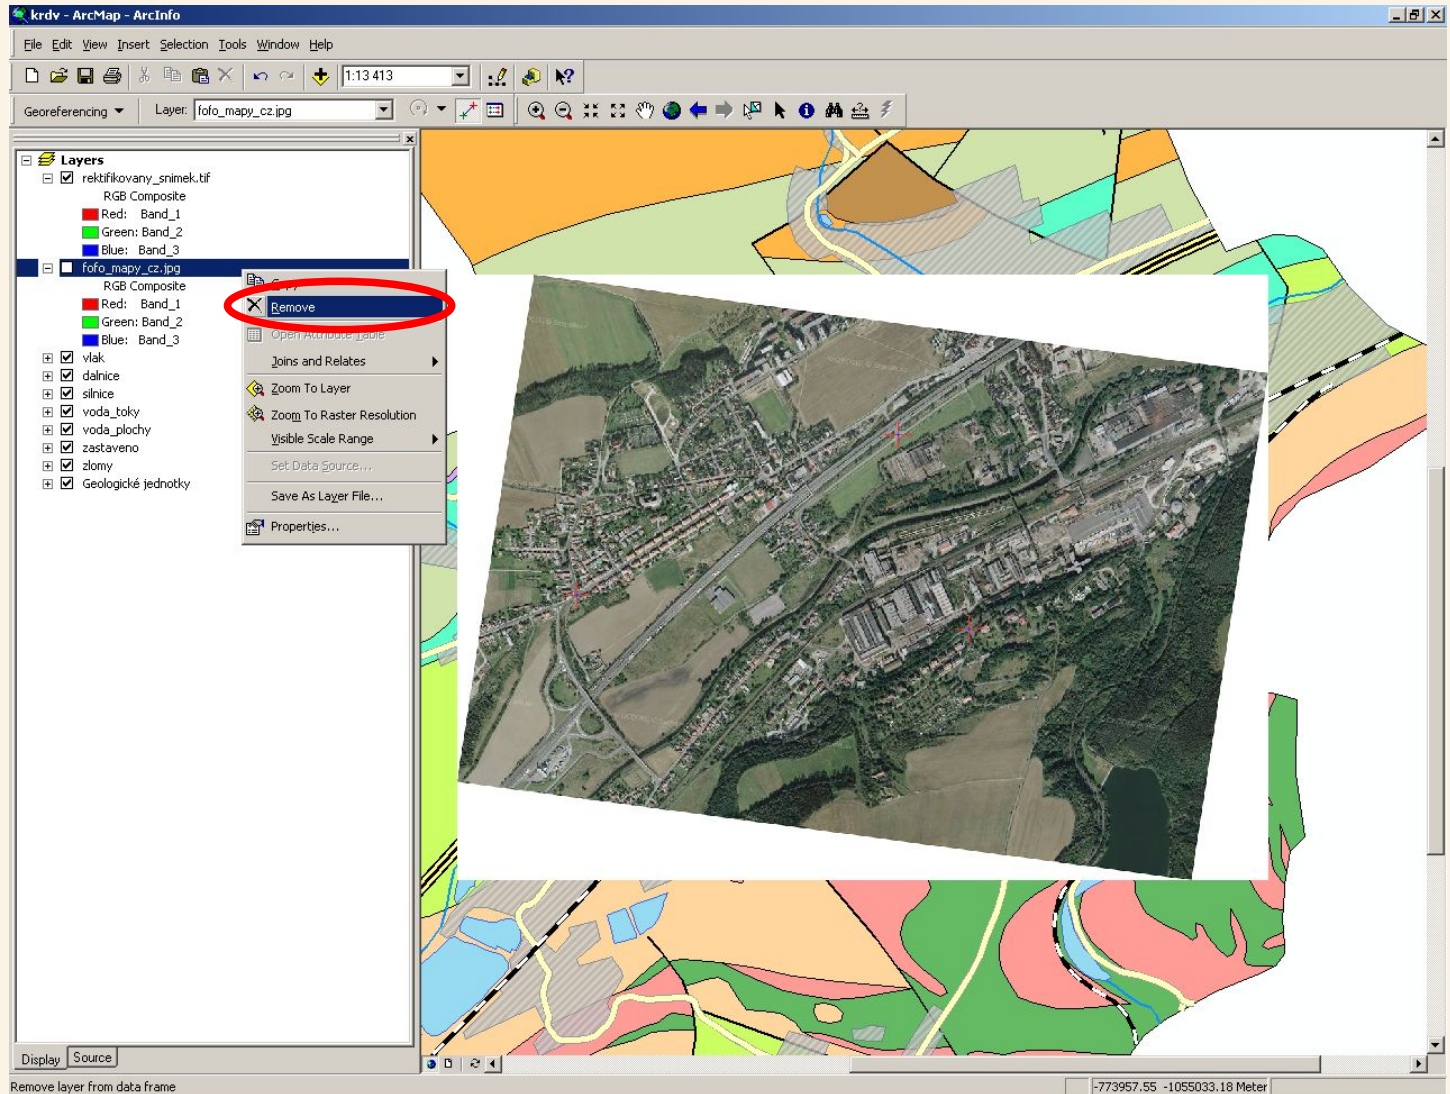 krdv - ArcMap - ArcInfo
File Edit View Insert Selection Tools Window Help
1:13 413
Georeferencing Layer: fofo_mapy_cz.jpg
Layers
rektifikovany_snimek.tif
RGB Composite
Red: Band_1
Green: Band_2
Blue: Band_3
fofo_mapy_cz.jpg
RGB Composite
Red: Band_1
Green: Band_2
Blue: Band_3
vlak
dalnice
silnice
voda_toky
voda_plochy
zastaveno
zlomy
Geologické jednotky
Remove
Open Attribute Table
Joins and Relates
Zoom To Layer
Zoom To Raster Resolution
Visible Scale Range
Set Data Source...
Save As Layer File...
Properties...
Display Source
Remove layer from data frame
-773957.55 -1055033.18 Meter